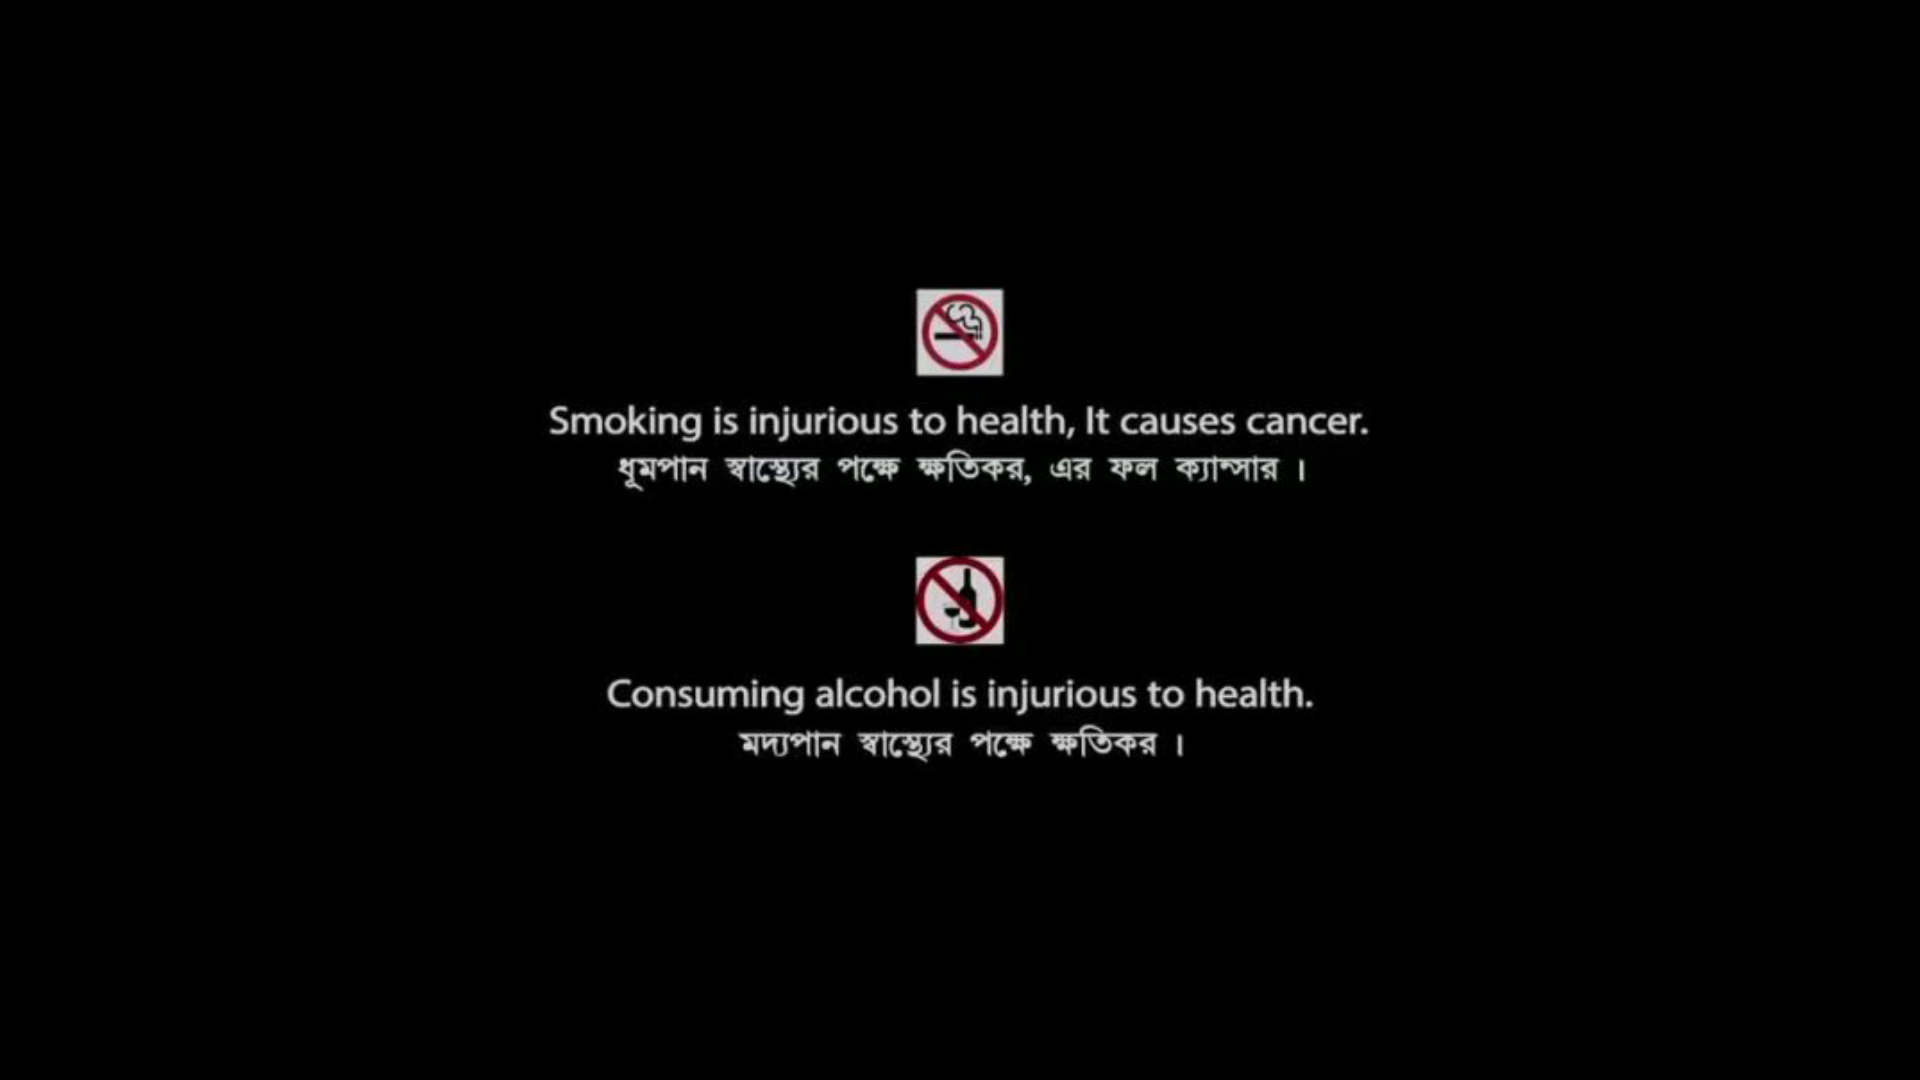 Smoking is injurious to health, It causes cancer.
ধূমপান স্বাস্থ্যের পক্ষে ক্ষতিকর, এর ফল ক্যান্সার ।
Consuming alcohol is injurious to health.
মদ্যপান স্বাস্থ্যের পক্ষে ক্ষতিকর ।